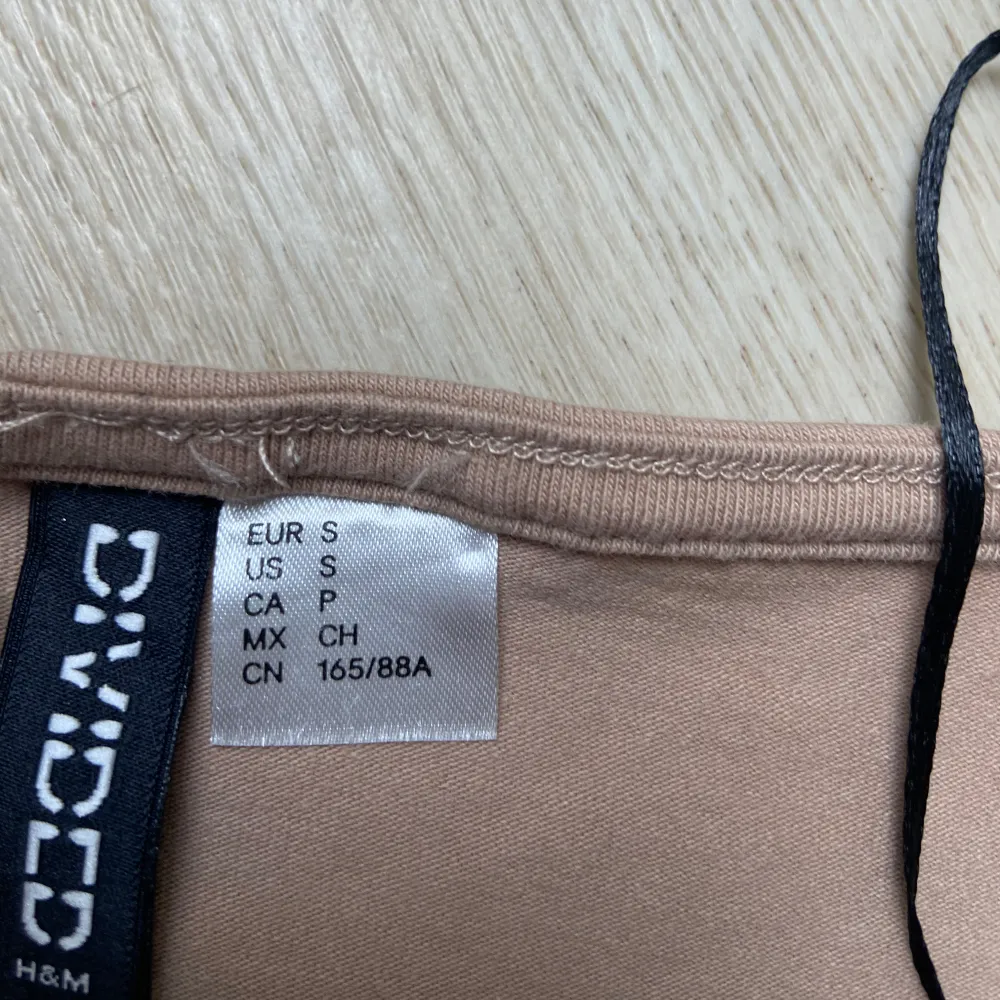 DIVIDED
H&M
EUR S
US S
CA P
MX CH
CN 165/88A